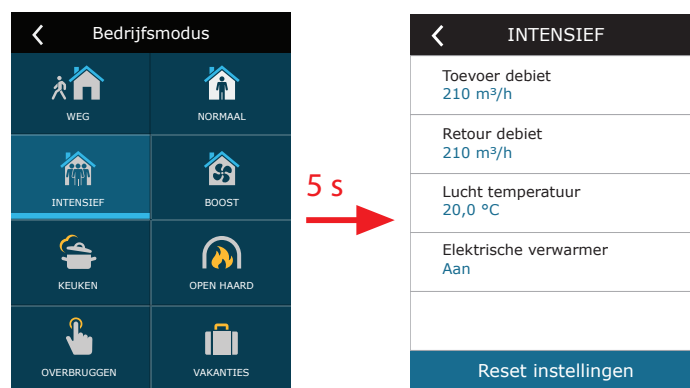 Bedrijfsmodus
WEG
NORMAAL
INTENSIEF
BOOST
KEUKEN
OPEN HAARD
OVERBRUGGEN
VAKANTIES
5 s
INTENSIEF
Toevoer debiet
210 m³/h
Retour debiet
210 m³/h
Lucht temperatuur
20,0 °C
Elektrische verwarmer
Aan
Reset instellingen